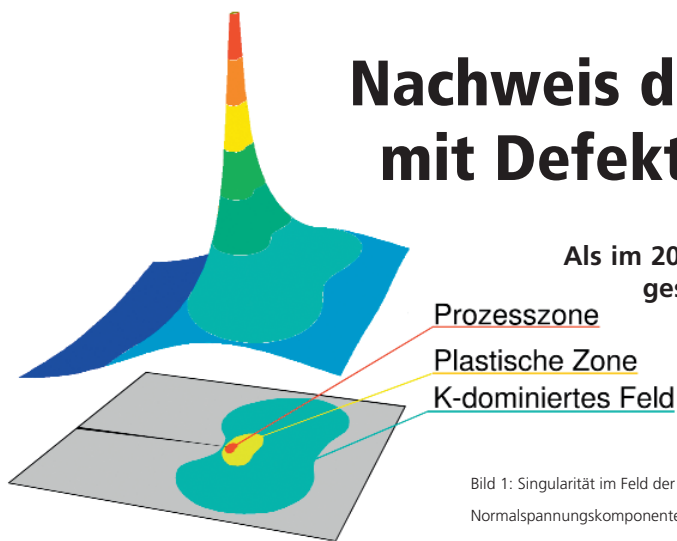 Nachweis d
mit Defekt
Als im 20
ges
Prozesszone
Plastische Zone
K-dominiertes Feld
Bild 1: Singularität im Feld der
Normalspannungskomponente